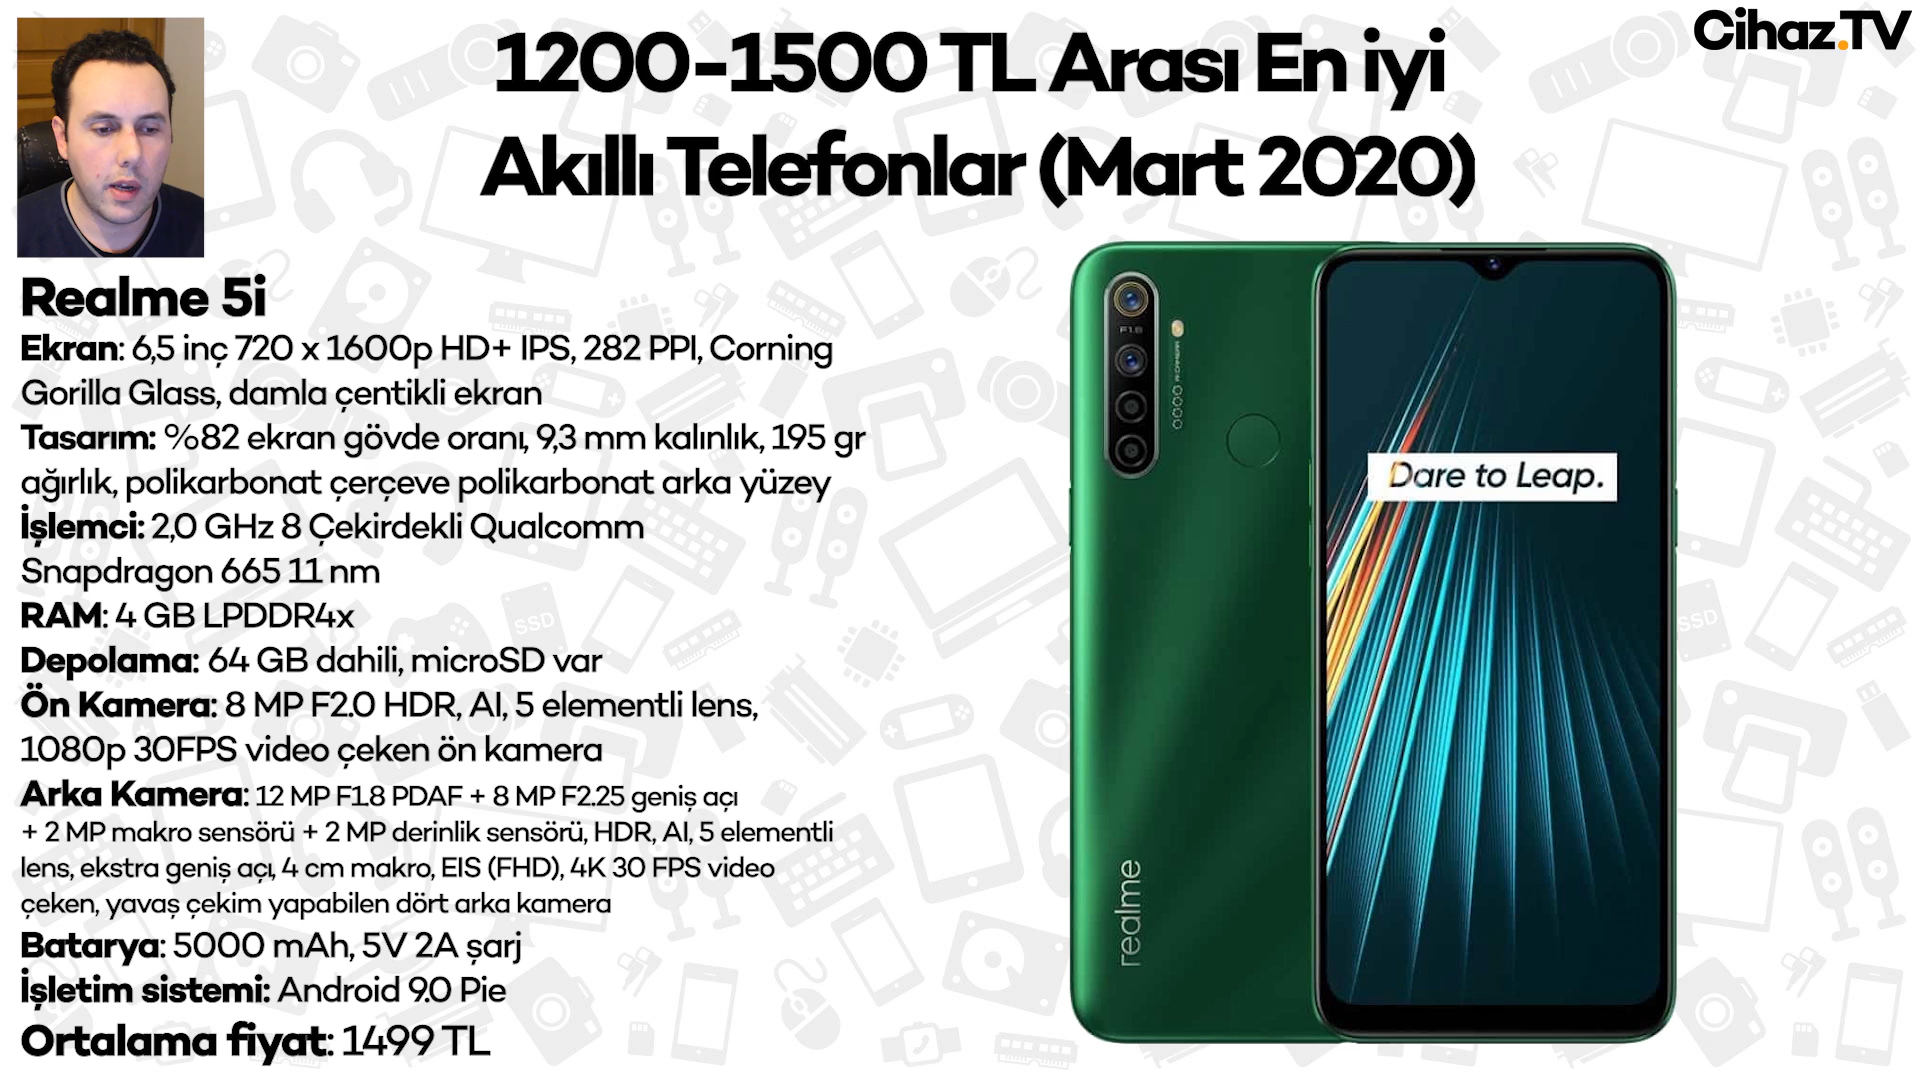 Cihaz.TV
1200-1500 TL Arası En iyi
Akıllı Telefonlar (Mart 2020)
Realme 5i
Ekran: 6,5 inç 720 x 1600p HD+ IPS, 282 PPI, Corning
Gorilla Glass, damla çentikli ekran
Tasarım: %82 ekran gövde oranı, 9,3 mm kalınlık, 195 gr
ağırlık, polikarbonat çerçeve polikarbonat arka yüzey
İşlemci: 2,0 GHz 8 Çekirdekli Qualcomm
Snapdragon 665 11 nm
RAM: 4 GB LPDDR4x
Depolama: 64 GB dahili, microSD var
Ön Kamera: 8 MP F2.0 HDR, AI, 5 elementli lens,
1080p 30FPS video çeken ön kamera
Arka Kamera: 12 MP F1.8 PDAF + 8 MP F2.25 geniş açı
+ 2 MP makro sensörü + 2 MP derinlik sensörü, HDR, AI, 5 elementli
lens, ekstra geniş açı, 4 cm makro, EIS (FHD), 4K 30 FPS video
çeken, yavaş çekim yapabilen dört arka kamera
Batarya: 5000 mAh, 5V 2A şarj
İşletim sistemi: Android 9.0 Pie
Ortalama fiyat: 1499 TL
F1.8
AI CAMERA
realme
Dare to Leap.
SSD
SSD